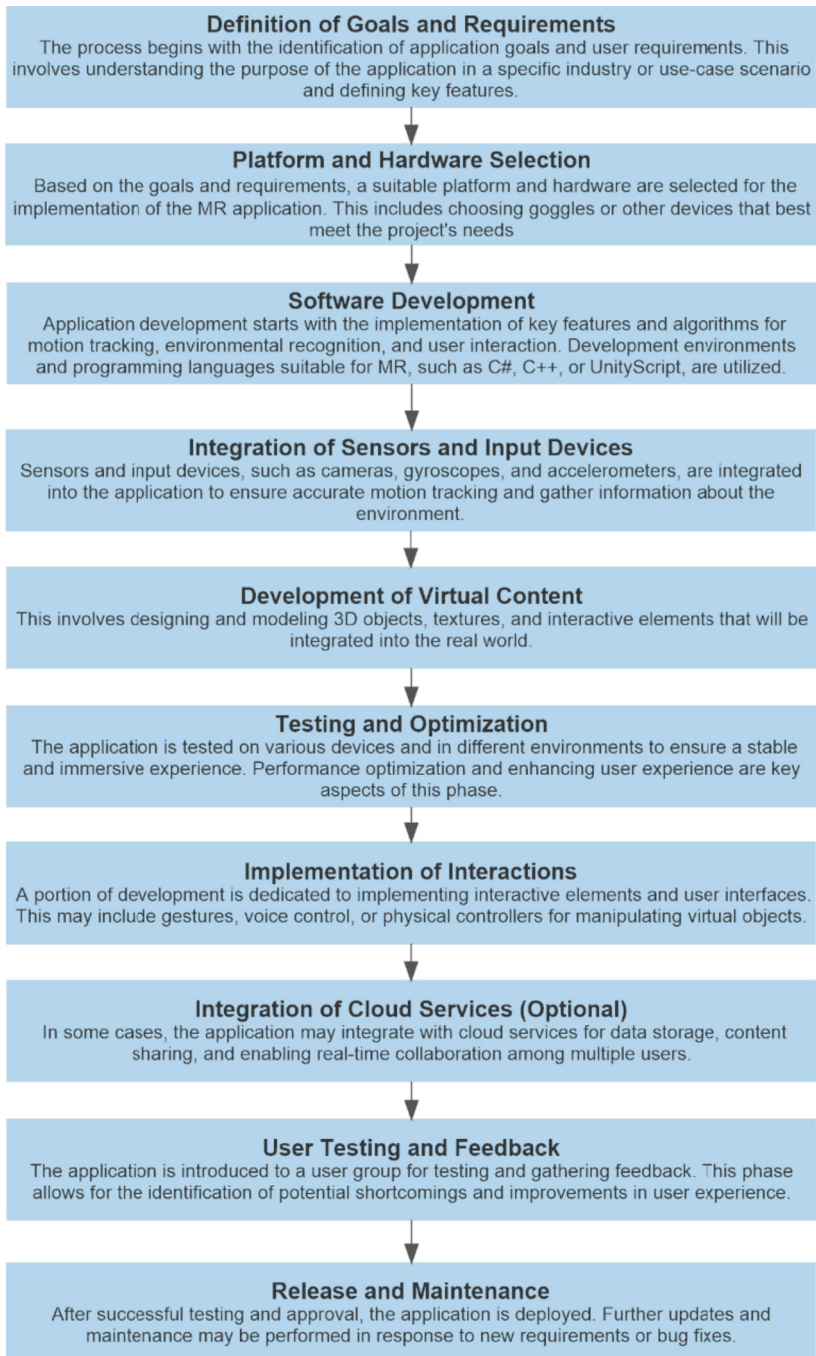 Definition of Goals and Requirements
The process begins with the identification of application goals and user requirements. This
involves understanding the purpose of the application in a specific industry or use-case scenario
and defining key features.
Platform and Hardware Selection
Based on the goals and requirements, a suitable platform and hardware are selected for the
implementation of the MR application. This includes choosing goggles or other devices that best
meet the project's needs
Software Development
Application development starts with the implementation of key features and algorithms for
motion tracking, environmental recognition, and user interaction. Development environments
and programming languages suitable for MR, such as C#, C++, or UnityScript, are utilized.
Integration of Sensors and Input Devices
Sensors and input devices, such as cameras, gyroscopes, and accelerometers, are integrated
into the application to ensure accurate motion tracking and gather information about the
environment.
Development of Virtual Content
This involves designing and modeling 3D objects, textures, and interactive elements that will be
integrated into the real world.
Testing and Optimization
The application is tested on various devices and in different environments to ensure a stable
and immersive experience. Performance optimization and enhancing user experience are key
aspects of this phase.
Implementation of Interactions
A portion of development is dedicated to implementing interactive elements and user interfaces.
This may include gestures, voice control, or physical controllers for manipulating virtual objects.
Integration of Cloud Services (Optional)
In some cases, the application may integrate with cloud services for data storage, content
sharing, and enabling real-time collaboration among multiple users.
User Testing and Feedback
The application is introduced to a user group for testing and gathering feedback. This phase
allows for the identification of potential shortcomings and improvements in user experience.
Release and Maintenance
After successful testing and approval, the application is deployed. Further updates and
maintenance may be performed in response to new requirements or bug fixes.